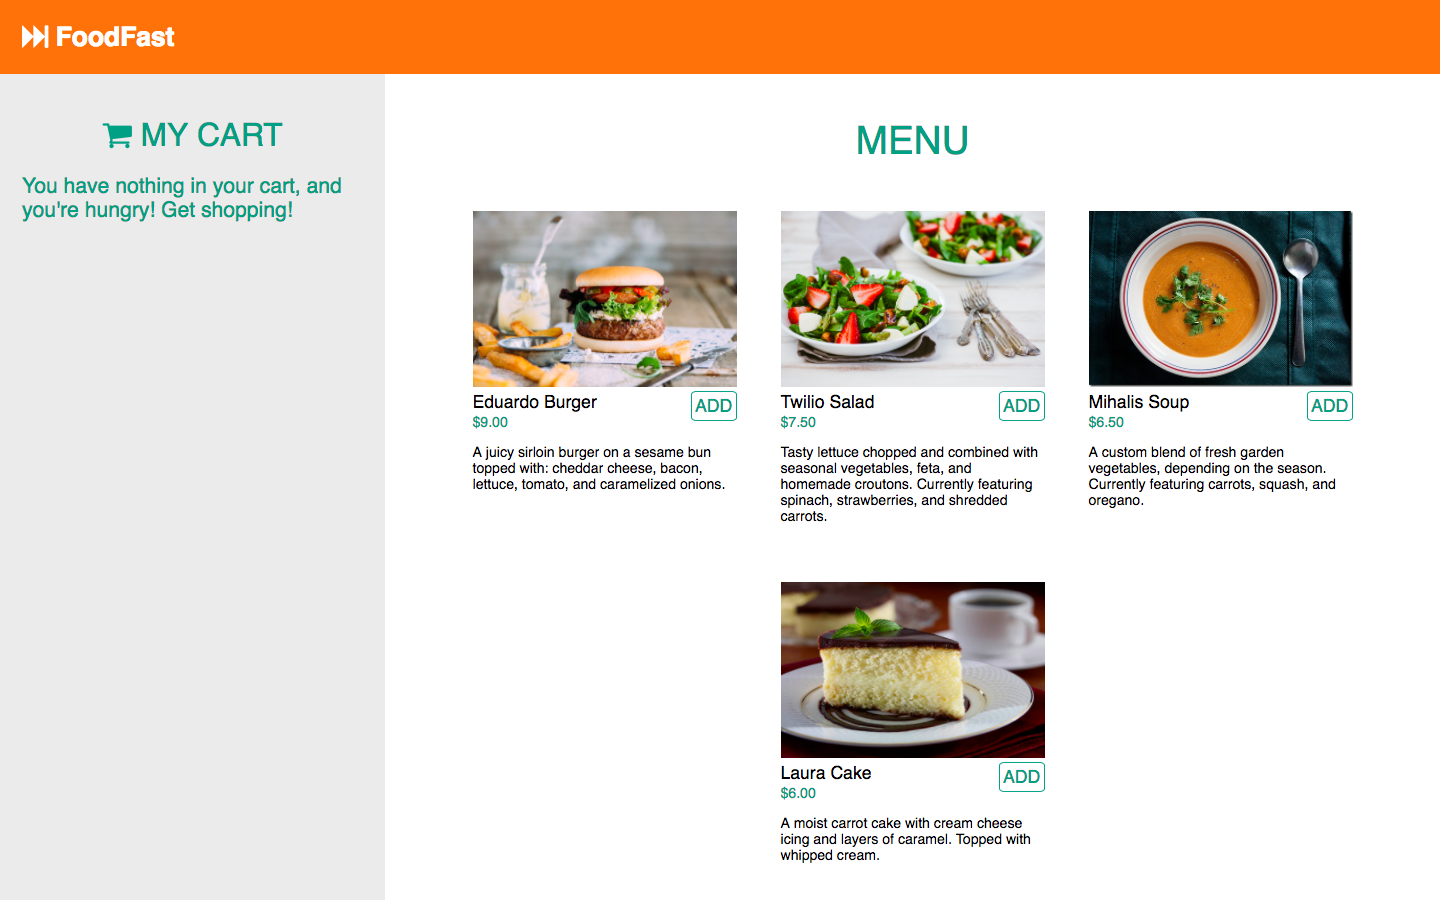 FoodFast
MY CART
You have nothing in your cart, and
you're hungry! Get shopping!
MENU
Eduardo Burger
ADD
$9.00
A juicy sirloin burger on a sesame bun
topped with: cheddar cheese, bacon,
lettuce, tomato, and caramelized onions.
Twilio Salad
ADD
$7.50
Tasty lettuce chopped and combined with
seasonal vegetables, feta, and
homemade croutons. Currently featuring
spinach, strawberries, and shredded
carrots.
Mihalis Soup
ADD
$6.50
A custom blend of fresh garden
vegetables, depending on the season.
Currently featuring carrots, squash, and
oregano.
Laura Cake
ADD
$6.00
A moist carrot cake with cream cheese
icing and layers of caramel. Topped with
whipped cream.